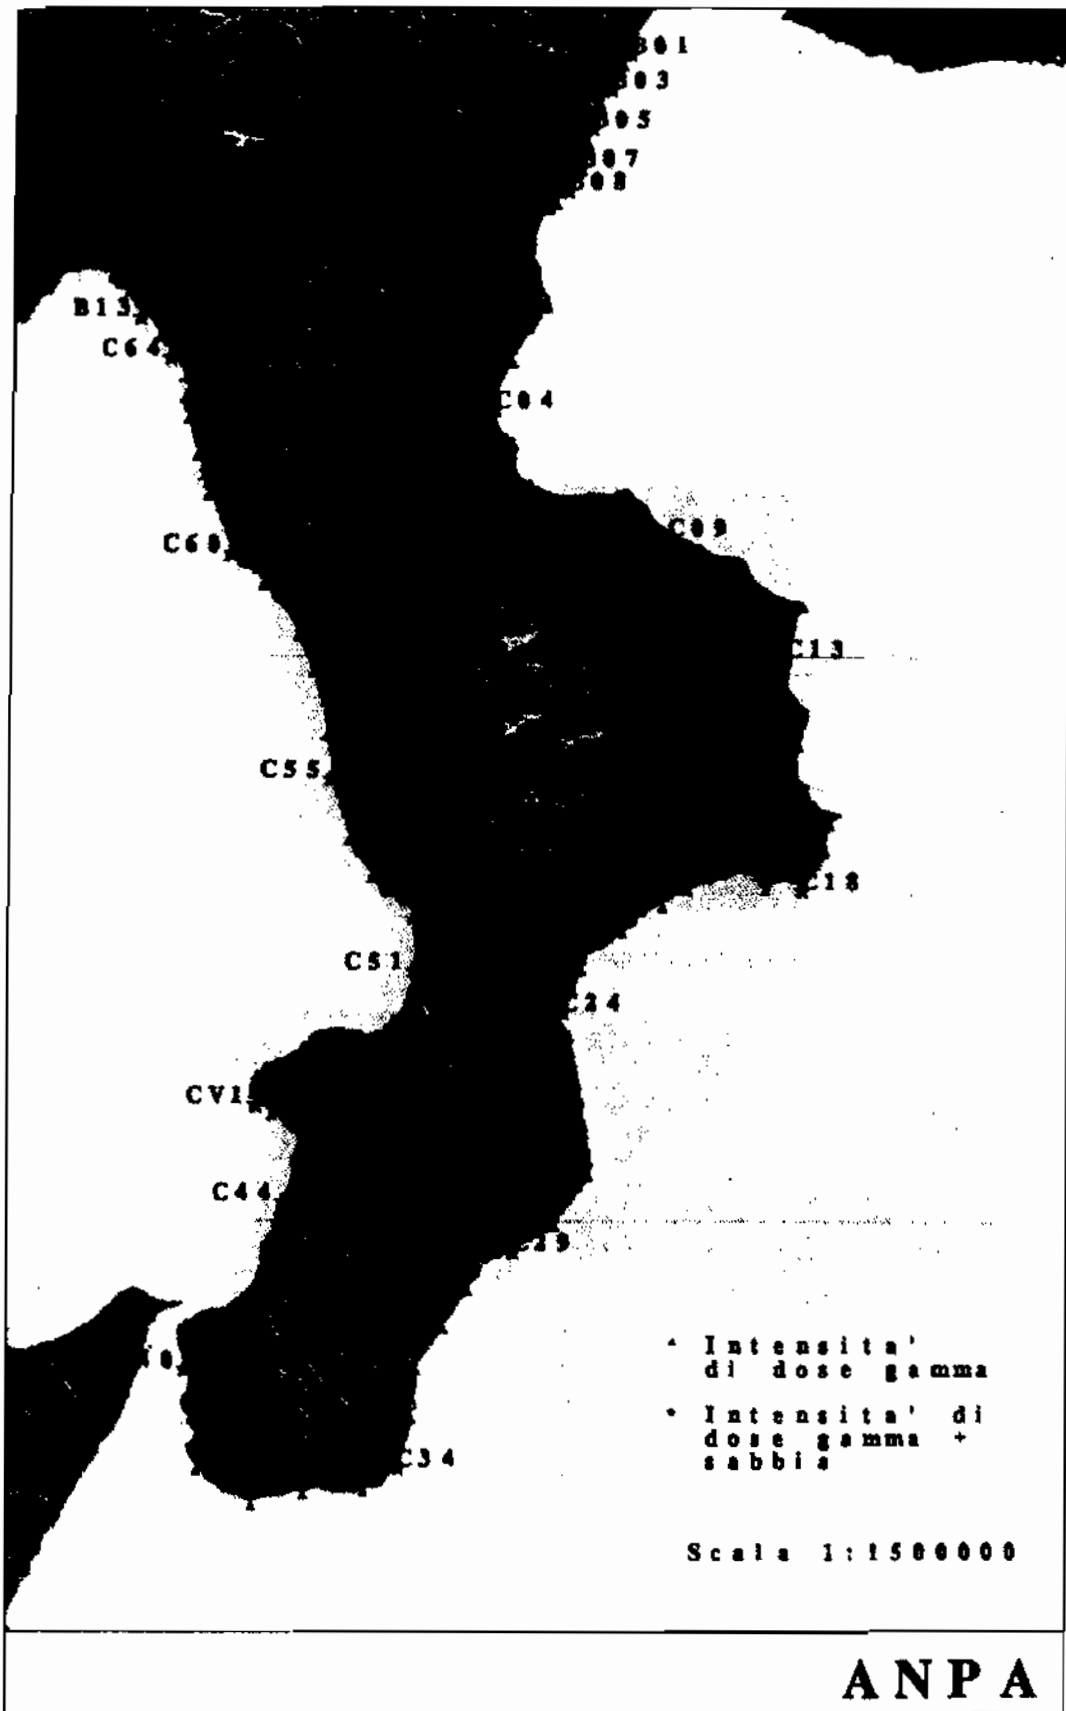 B01
B03
B05
B07
B08
B13
C64
C04
C09
C60
C13
C55
C18
C51
C24
CV1
C44
C29
C34
Intensita'
di dose gamma
Intensita' di
dose gamma +
sabbia
Scala 1:1500000
ANPA